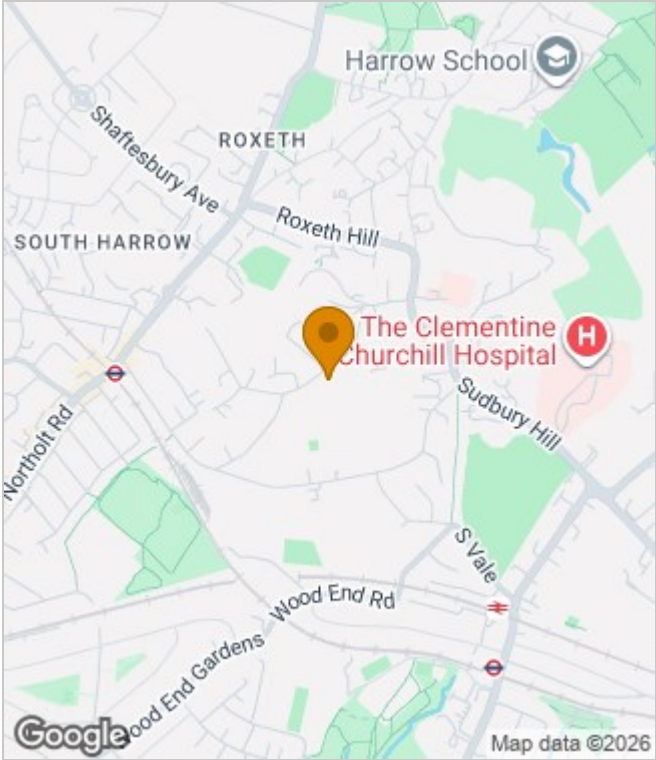 Harrow School
Shaftesbury Ave
ROXETH
Roxeth Hill
SOUTH HARROW
The Clementine
Churchill Hospital
H
Sudbury Hill
Northolt Rd
S Vale
Wood End Rd
Wood End Gardens
Google
Map data ©2026